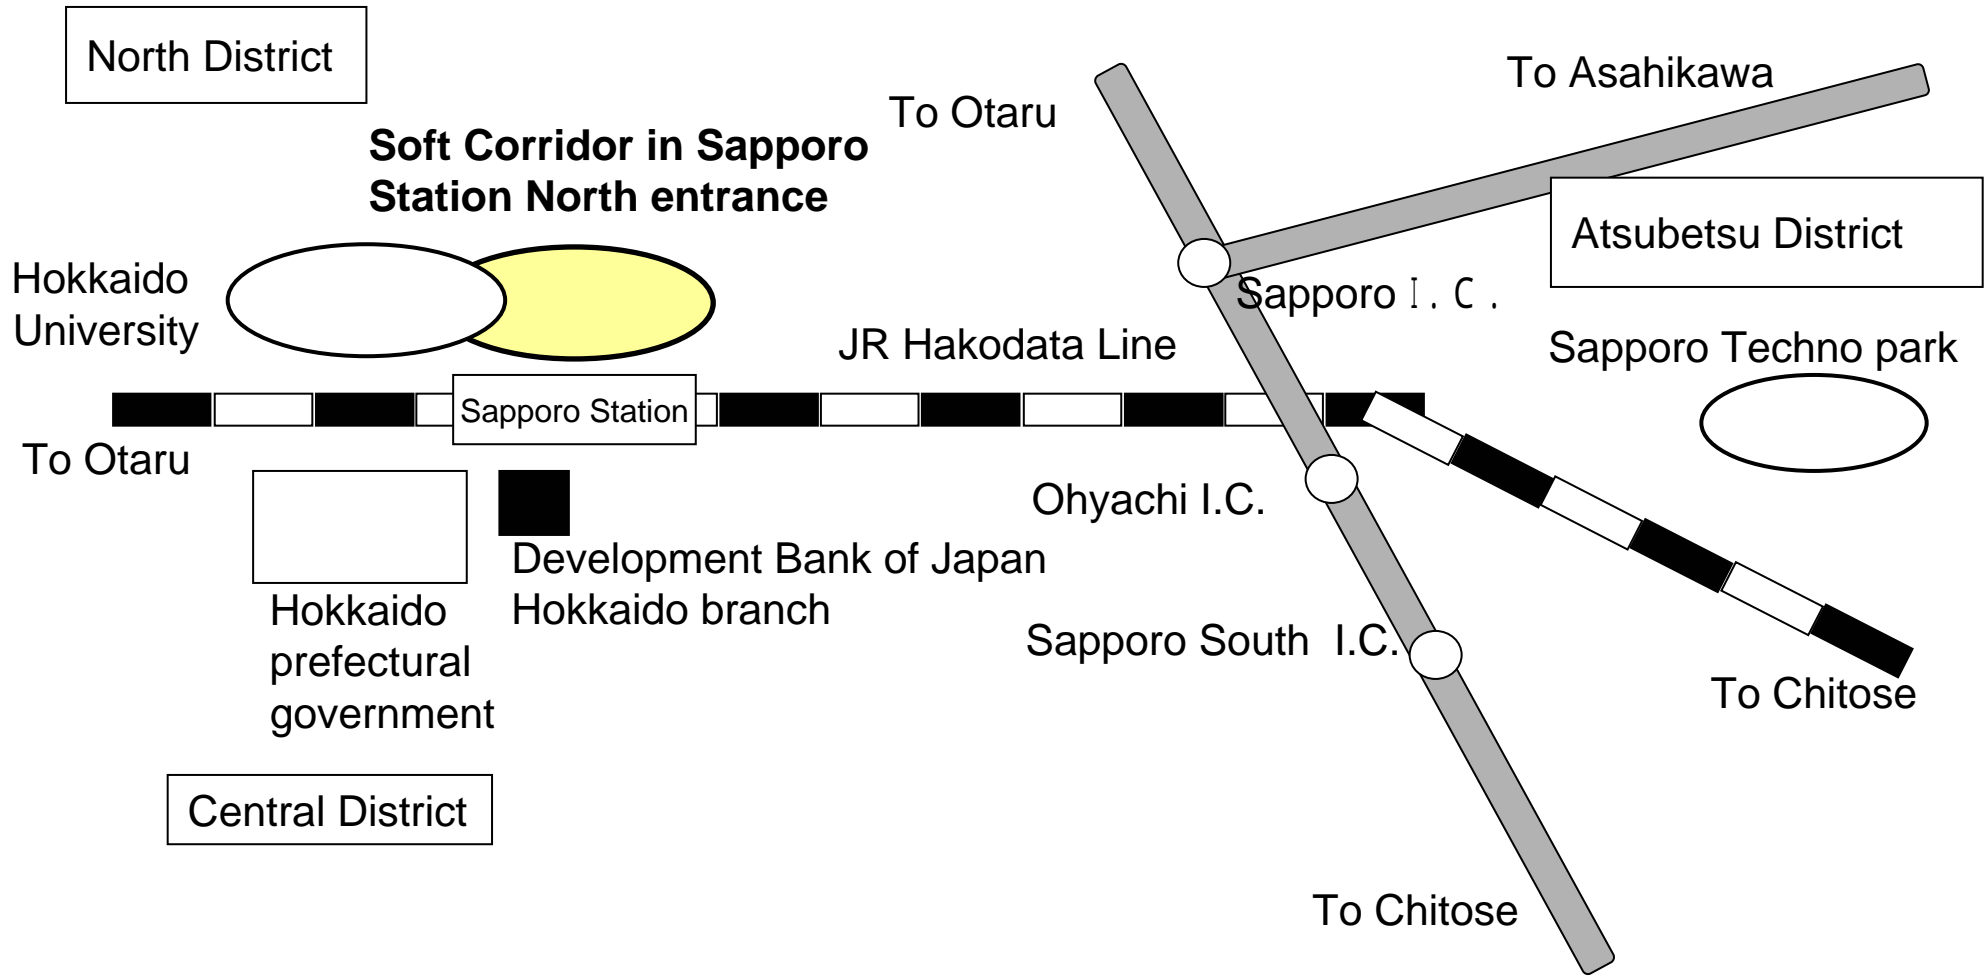 North District
To Asahikawa
To Otaru
Soft Corridor in Sapporo
Station North entrance
Atsubetsu District
Hokkaido
University
Sapporo I. C.
JR Hakodata Line
Sapporo Techno park
Sapporo Station
To Otaru
Ohyachi I.C.
Development Bank of Japan
Hokkaido branch
Hokkaido
prefectural
government
Sapporo South I.C.
To Chitose
Central District
To Chitose